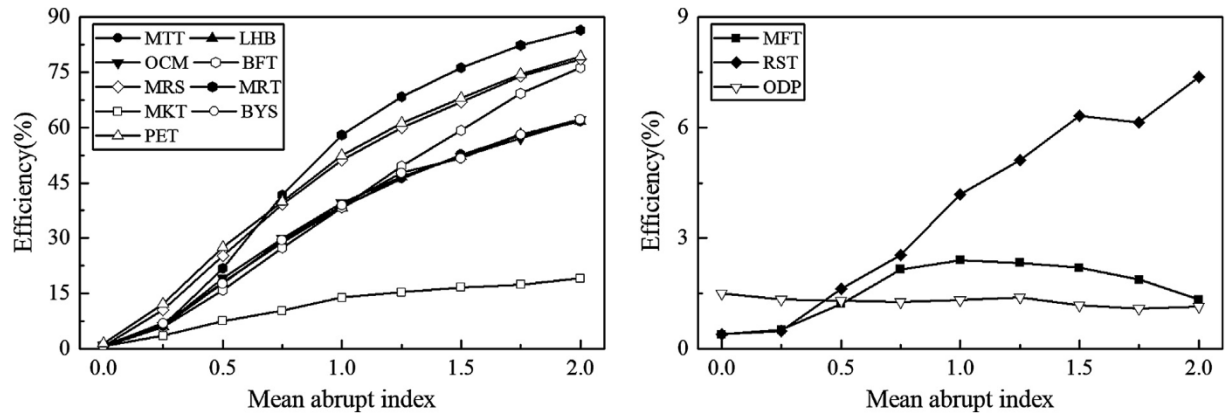 90
75
60
45
30
15
0
Efficiency(%)
MTT LHB
OCM BFT
MRS MRT
MKT BYS
PET
0.0 0.5 1.0 1.5 2.0
Mean abrupt index
9
6
3
0
Efficiency(%)
MFT
RST
ODP
0.0 0.5 1.0 1.5 2.0
Mean abrupt index